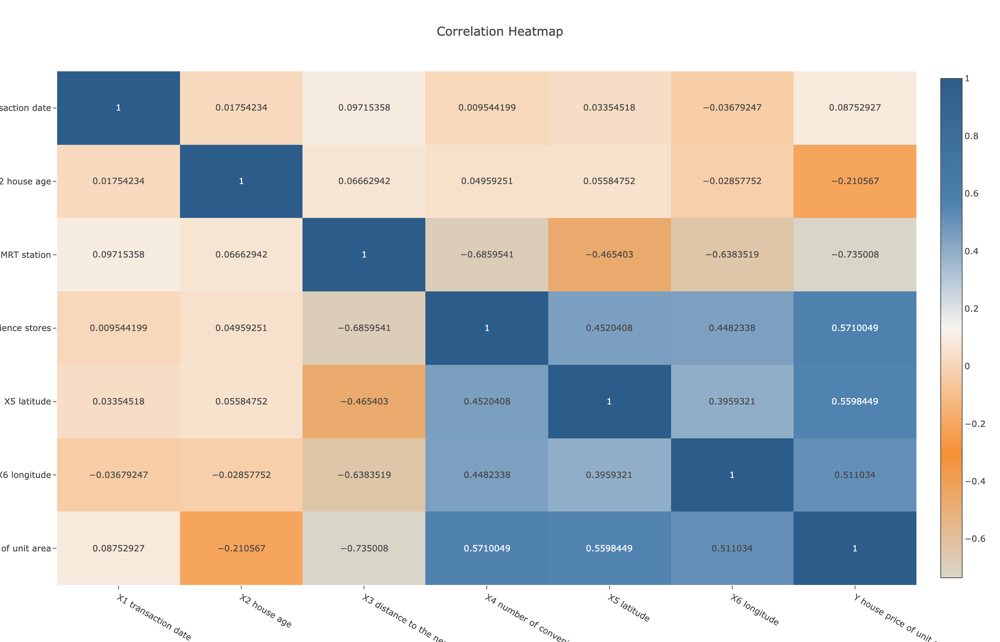 Correlation Heatmap
saction date 1 0.01754234 0.09715358 0.009544199 0.03354518 −0.03679247 0.08752927
2 house age 0.01754234 1 0.06662942 0.04959251 0.05584752 −0.02857752 −0.210567
MRT station 0.09715358 0.06662942 1 −0.6859541 −0.465403 −0.6383519 −0.735008
ience stores 0.009544199 0.04959251 −0.6859541 1 0.4520408 0.4482338 0.5710049
X5 latitude 0.03354518 0.05584752 −0.465403 0.4520408 1 0.3959321 0.5598449
X6 longitude −0.03679247 −0.02857752 −0.6383519 0.4482338 0.3959321 1 0.511034
of unit area 0.08752927 −0.210567 −0.735008 0.5710049 0.5598449 0.511034 1
X1 transaction date
X2 house age
X3 distance to the ne
X4 number of conveni
X5 latitude
X6 longitude
Y house price of unit
1
0.8
0.6
0.4
0.2
0
−0.2
−0.4
−0.6